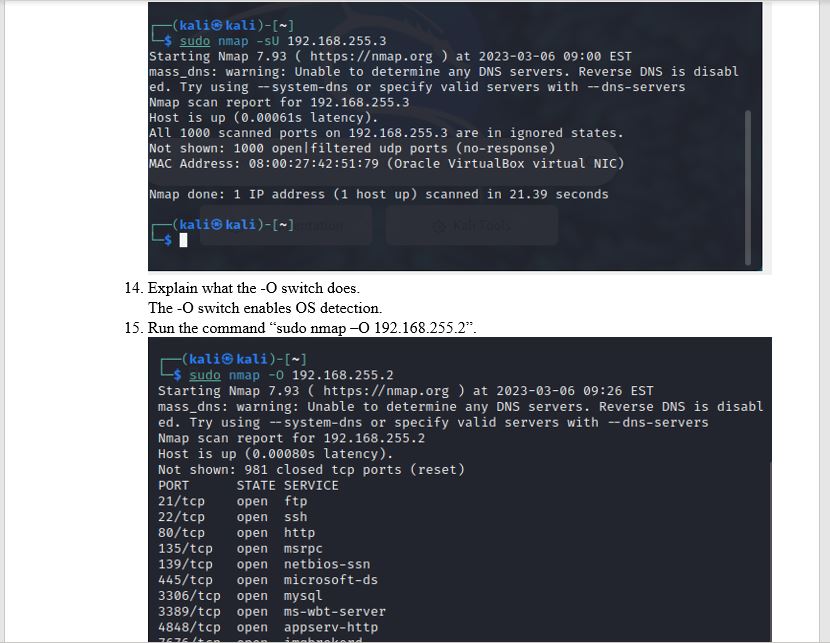 ┌──(kali㉿kali)-[~]
└─$ sudo nmap -sU 192.168.255.3
Starting Nmap 7.93 ( https://nmap.org ) at 2023-03-06 09:00 EST
mass_dns: warning: Unable to determine any DNS servers. Reverse DNS is disabl
ed. Try using --system-dns or specify valid servers with --dns-servers
Nmap scan report for 192.168.255.3
Host is up (0.00061s latency).
All 1000 scanned ports on 192.168.255.3 are in ignored states.
Not shown: 1000 open|filtered udp ports (no-response)
MAC Address: 08:00:27:42:51:79 (Oracle VirtualBox virtual NIC)
Nmap done: 1 IP address (1 host up) scanned in 21.39 seconds
┌──(kali㉿kali)-[~]
└─$
Kali Tools
14. Explain what the -O switch does.
The -O switch enables OS detection.
15. Run the command “sudo nmap –O 192.168.255.2”.
┌──(kali㉿kali)-[~]
└─$ sudo nmap -O 192.168.255.2
Starting Nmap 7.93 ( https://nmap.org ) at 2023-03-06 09:26 EST
mass_dns: warning: Unable to determine any DNS servers. Reverse DNS is disabl
ed. Try using --system-dns or specify valid servers with --dns-servers
Nmap scan report for 192.168.255.2
Host is up (0.00080s latency).
Not shown: 981 closed tcp ports (reset)
PORT STATE SERVICE
21/tcp open ftp
22/tcp open ssh
80/tcp open http
135/tcp open msrpc
139/tcp open netbios-ssn
445/tcp open microsoft-ds
3306/tcp open mysql
3389/tcp open ms-wbt-server
4848/tcp open appserv-http